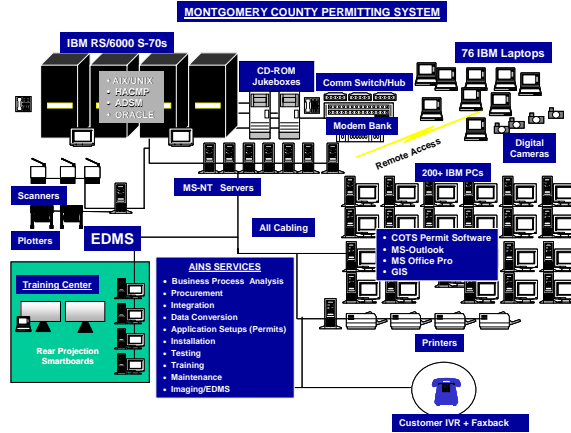 MONTGOMERY COUNTY PERMITTING SYSTEM
IBM RS/6000 S-70s
• AIX/UNIX
• HACMP
• ADSM
• ORACLE
CD-ROM
Jukeboxes
Comm Switch/Hub
Modem Bank
76 IBM Laptops
Remote Access
Digital
Cameras
Scanners
Plotters
MS-NT Servers
200+ IBM PCs
• COTS Permit Software
• MS-Outlook
• MS Office Pro
• GIS
EDMS
All Cabling
Training Center
Rear Projection
Smartboards
AINS SERVICES
• Business Process Analysis
• Procurement
• Integration
• Data Conversion
• Application Setups (Permits)
• Installation
• Testing
• Training
• Maintenance
• Imaging/EDMS
Printers
Customer IVR + Faxback